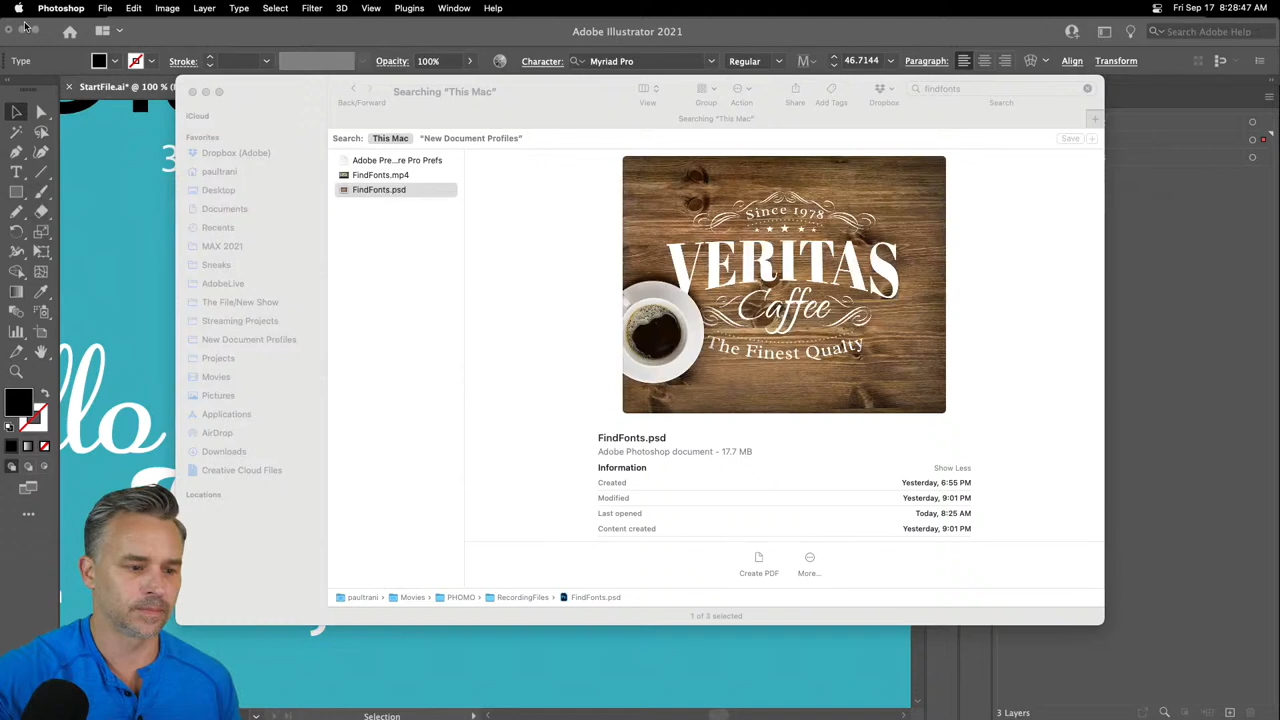 Photoshop File Edit Image Layer Type Select Filter 3D View Plugins Window Help Fri Sep 17 8:28:47 AM
Adobe Illustrator 2021
Search Adobe Help
Type Stroke: Opacity: 100% Character: Myriad Pro Regular 46.7144 Paragraph: Align Transform
StartFile.ai* @ 100 %
Searching "This Mac"
findfonts
Back/Forward View Group Action Share Add Tags Dropbox Search
Searching "This Mac"
iCloud
Favorites
Dropbox (Adobe)
paultrani
Desktop
Documents
Recents
MAX 2021
Sneaks
AdobeLive
The File/New Show
Streaming Projects
New Document Profiles
Projects
Movies
Pictures
Applications
AirDrop
Downloads
Creative Cloud Files
Locations
Search: This Mac "New Document Profiles" Save
Adobe Pre...re Pro Prefs
FindFonts.mp4
FindFonts.psd
Since 1978
VERITAS
Caffee
The Finest Qualty
FindFonts.psd
Adobe Photoshop document - 17.7 MB
Information Show Less
Created Yesterday, 6:55 PM
Modified Yesterday, 9:01 PM
Last opened Today, 8:25 AM
Content created Yesterday, 9:01 PM
Create PDF More...
paultrani › Movies › PHOMO › RecordingFiles › FindFonts.psd
1 of 3 selected
llo
Selection
3 Layers